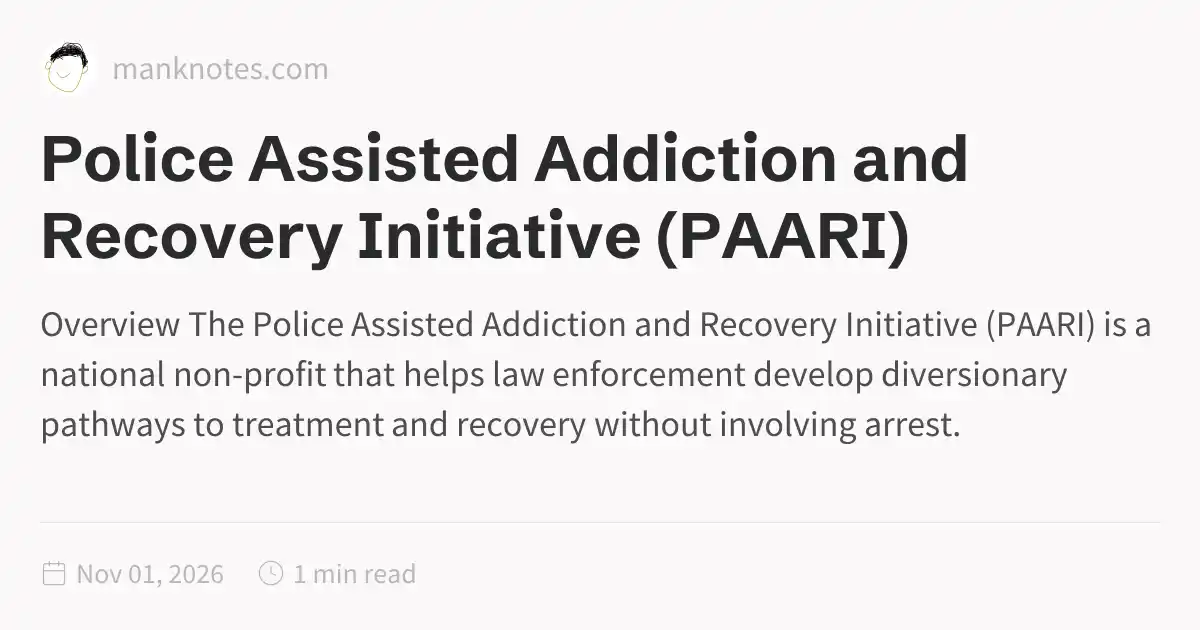 manknotes.com
Police Assisted Addiction and
Recovery Initiative (PAARI)
Overview The Police Assisted Addiction and Recovery Initiative (PAARI) is a
national non-profit that helps law enforcement develop diversionary
pathways to treatment and recovery without involving arrest.
Nov 01, 2026 1 min read